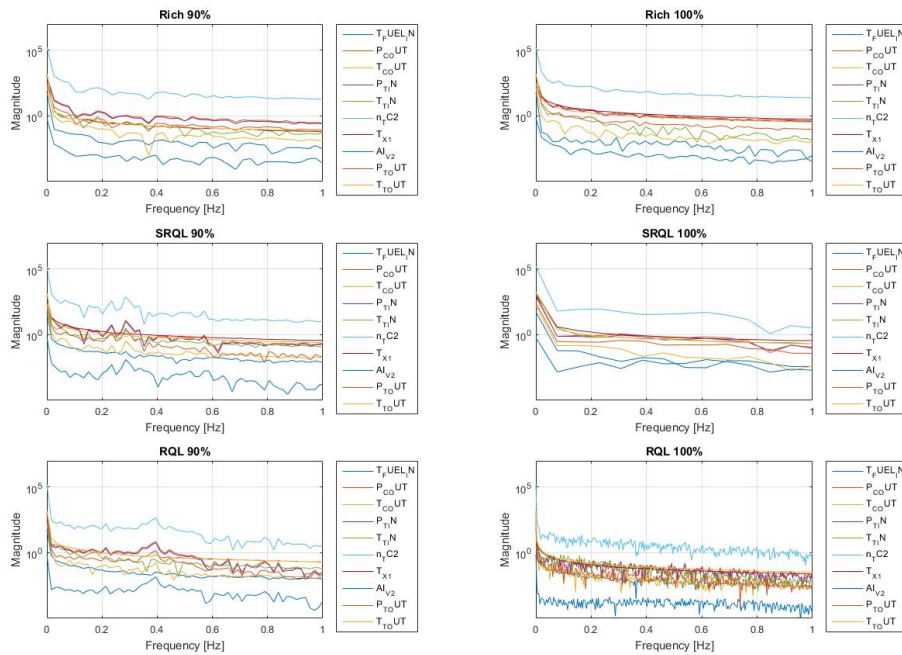 Rich 90%
10^5
10^0
Magnitude
0 0.2 0.4 0.6 0.8 1
Frequency [Hz]
T_FUEL_IN
P_COUT
T_COUT
P_TIN
T_TIN
n_TC2
T_X1
AI_V2
P_TOUT
T_TOUT
Rich 100%
10^5
10^0
Magnitude
0 0.2 0.4 0.6 0.8 1
Frequency [Hz]
T_FUEL_IN
P_COUT
T_COUT
P_TIN
T_TIN
n_TC2
T_X1
AI_V2
P_TOUT
T_TOUT
SRQL 90%
10^5
10^0
Magnitude
0 0.2 0.4 0.6 0.8 1
Frequency [Hz]
T_FUEL_IN
P_COUT
T_COUT
P_TIN
T_TIN
n_TC2
T_X1
AI_V2
P_TOUT
T_TOUT
SRQL 100%
10^5
10^0
Magnitude
0 0.2 0.4 0.6 0.8 1
Frequency [Hz]
T_FUEL_IN
P_COUT
T_COUT
P_TIN
T_TIN
n_TC2
T_X1
AI_V2
P_TOUT
T_TOUT
RQL 90%
10^5
10^0
Magnitude
0 0.2 0.4 0.6 0.8 1
Frequency [Hz]
T_FUEL_IN
P_COUT
T_COUT
P_TIN
T_TIN
n_TC2
T_X1
AI_V2
P_TOUT
T_TOUT
RQL 100%
10^5
10^0
Magnitude
0 0.2 0.4 0.6 0.8 1
Frequency [Hz]
T_FUEL_IN
P_COUT
T_COUT
P_TIN
T_TIN
n_TC2
T_X1
AI_V2
P_TOUT
T_TOUT